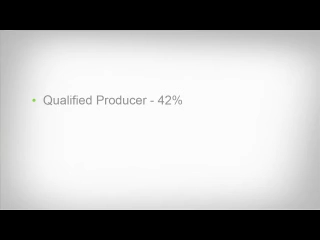 • Qualified Producer - 42%